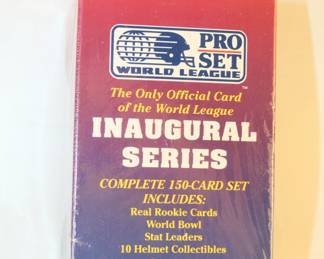 PRO
SET
WORLD LEAGUE
TM
The Only Official Card
of the World League
INAUGURAL
SERIES
COMPLETE 150-CARD SET
INCLUDES:
Real Rookie Cards
World Bowl
Stat Leaders
10 Helmet Collectibles